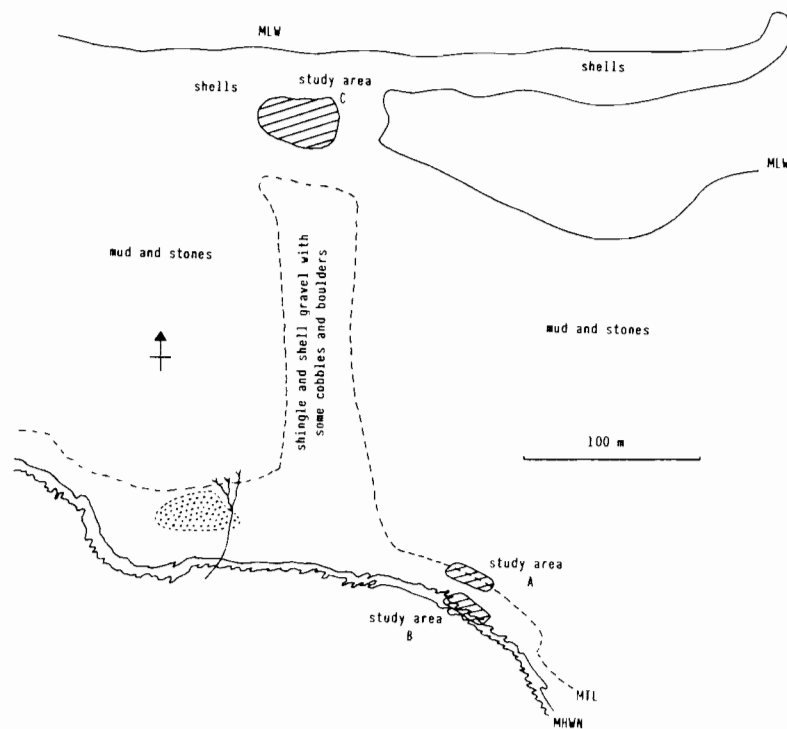 MLW
shells
study area
C
shells
MLW
mud and stones
shingle and shell gravel with
some cobbles and boulders
mud and stones
100 m
study area
A
study area
B
MTL
MHWN